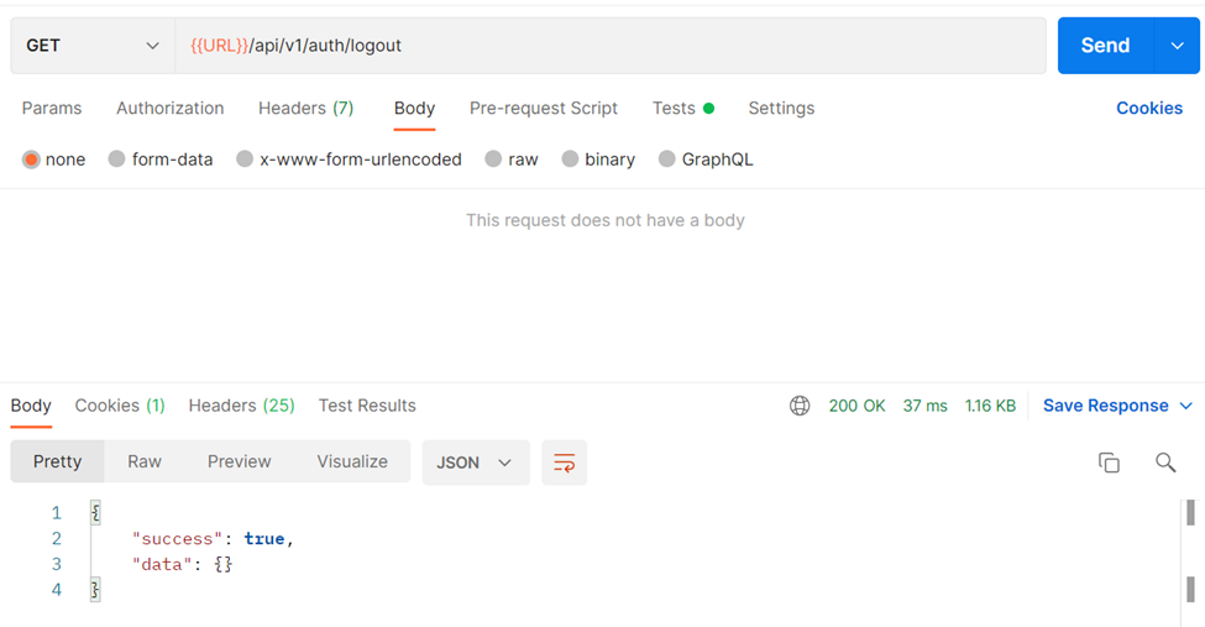 GET {{URL}}/api/v1/auth/logout Send
Params Authorization Headers (7) Body Pre-request Script Tests Settings Cookies
none form-data x-www-form-urlencoded raw binary GraphQL
This request does not have a body
Body Cookies (1) Headers (25) Test Results 200 OK 37 ms 1.16 KB Save Response
Pretty Raw Preview Visualize JSON
1 {
2 "success": true,
3 "data": {}
4 }